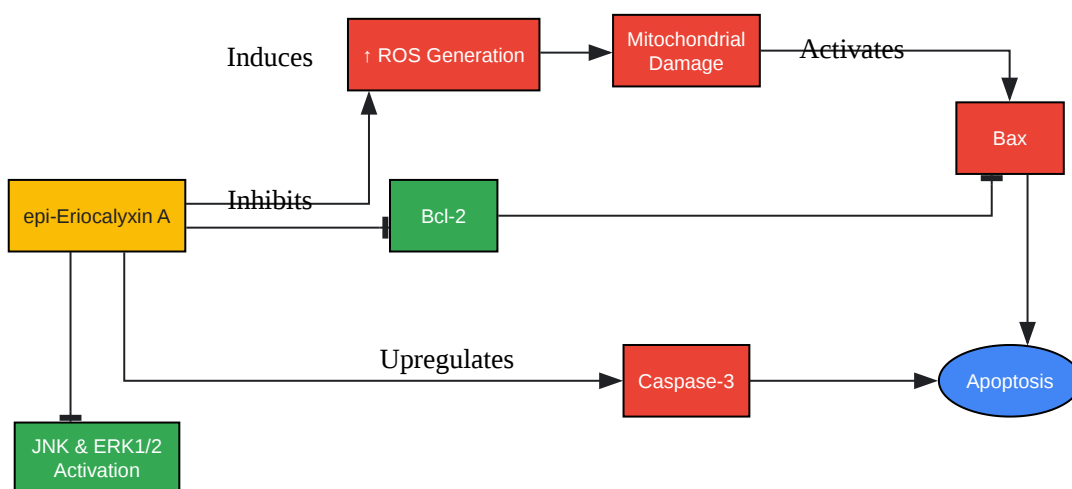 Induces
↑ ROS Generation
Mitochondrial
Damage
Activates
Bax
epi-Eriocalyxin A
Inhibits
Bcl-2
Upregulates
Caspase-3
Apoptosis
JNK & ERK1/2
Activation